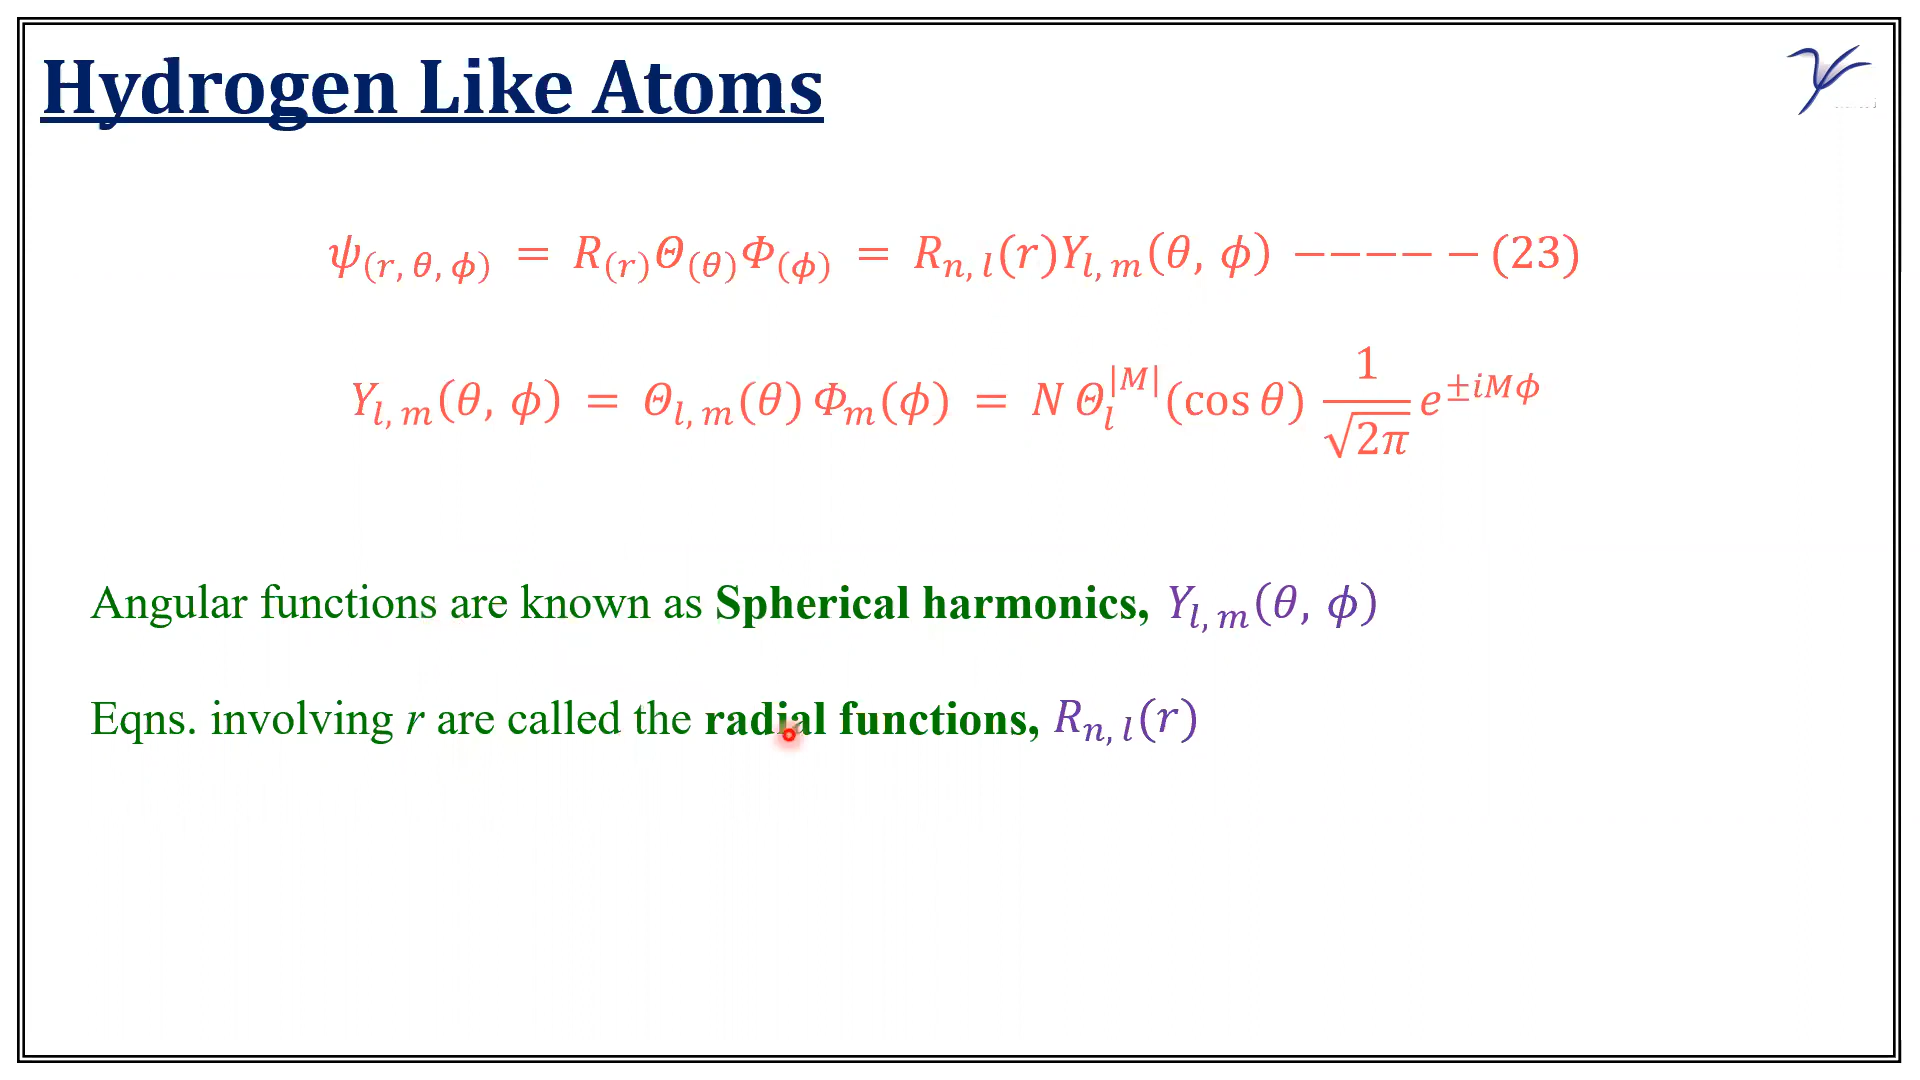 Hydrogen Like Atoms
ψ(r, θ, ϕ) = R(r)Θ(θ)Φ(ϕ) = Rn, l(r)Yl, m(θ, ϕ) −−−−− (23)
Yl, m(θ, ϕ) = Θl, m(θ) Φm(ϕ) = N Θl|M|(cos θ) 1/√2π e±iMϕ
Angular functions are known as Spherical harmonics, Yl, m(θ, ϕ)
Eqns. involving r are called the radial functions, Rn, l(r)